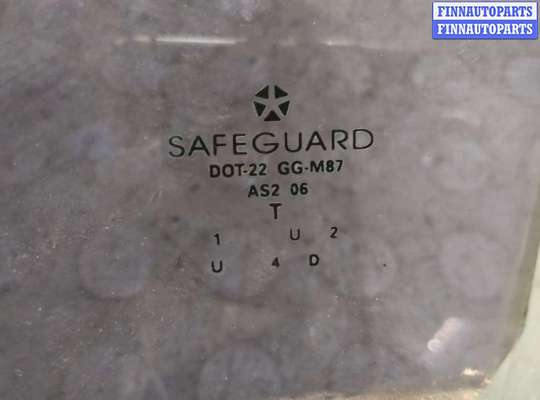 FINNAUTOPARTS
FINNAUTOPARTS
SAFEGUARD
DOT-22 GG-M87
AS2 06
T
1 U 2
U 4 D